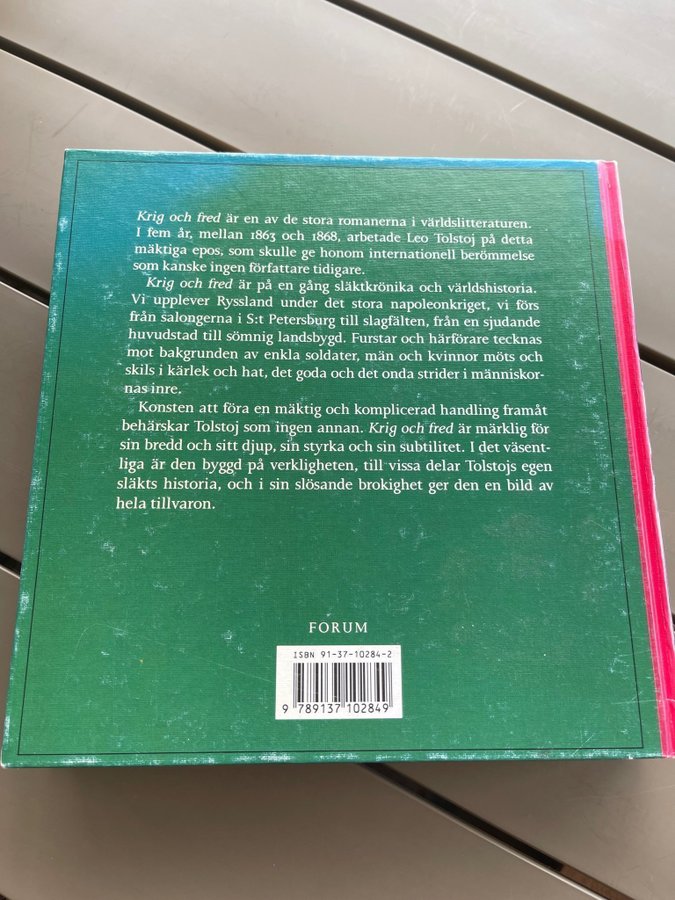 Krig och fred är en av de stora romanerna i världslitteraturen.
I fem år, mellan 1863 och 1868, arbetade Leo Tolstoj på detta
mäktiga epos, som skulle ge honom internationell berömmelse
som kanske ingen författare tidigare.
Krig och fred är på en gång släktkrönika och världshistoria.
Vi upplever Ryssland under det stora napoleonkriget, vi förs
från salongerna i S:t Petersburg till slagfälten, från en sjudande
huvudstad till sömnig landsbygd. Furstar och härförare tecknas
mot bakgrunden av enkla soldater, män och kvinnor möts och
skils i kärlek och hat, det goda och det onda strider i människor-
nas inre.
Konsten att föra en mäktig och komplicerad handling framåt
behärskar Tolstoj som ingen annan. Krig och fred är märklig för
sin bredd och sitt djup, sin styrka och sin subtilitet. I det väsent-
liga är den byggd på verkligheten, till vissa delar Tolstojs egen
släkts historia, och i sin slösande brokighet ger den en bild av
hela tillvaron.
FORUM
ISBN 91-37-10284-2
9 789137 102849